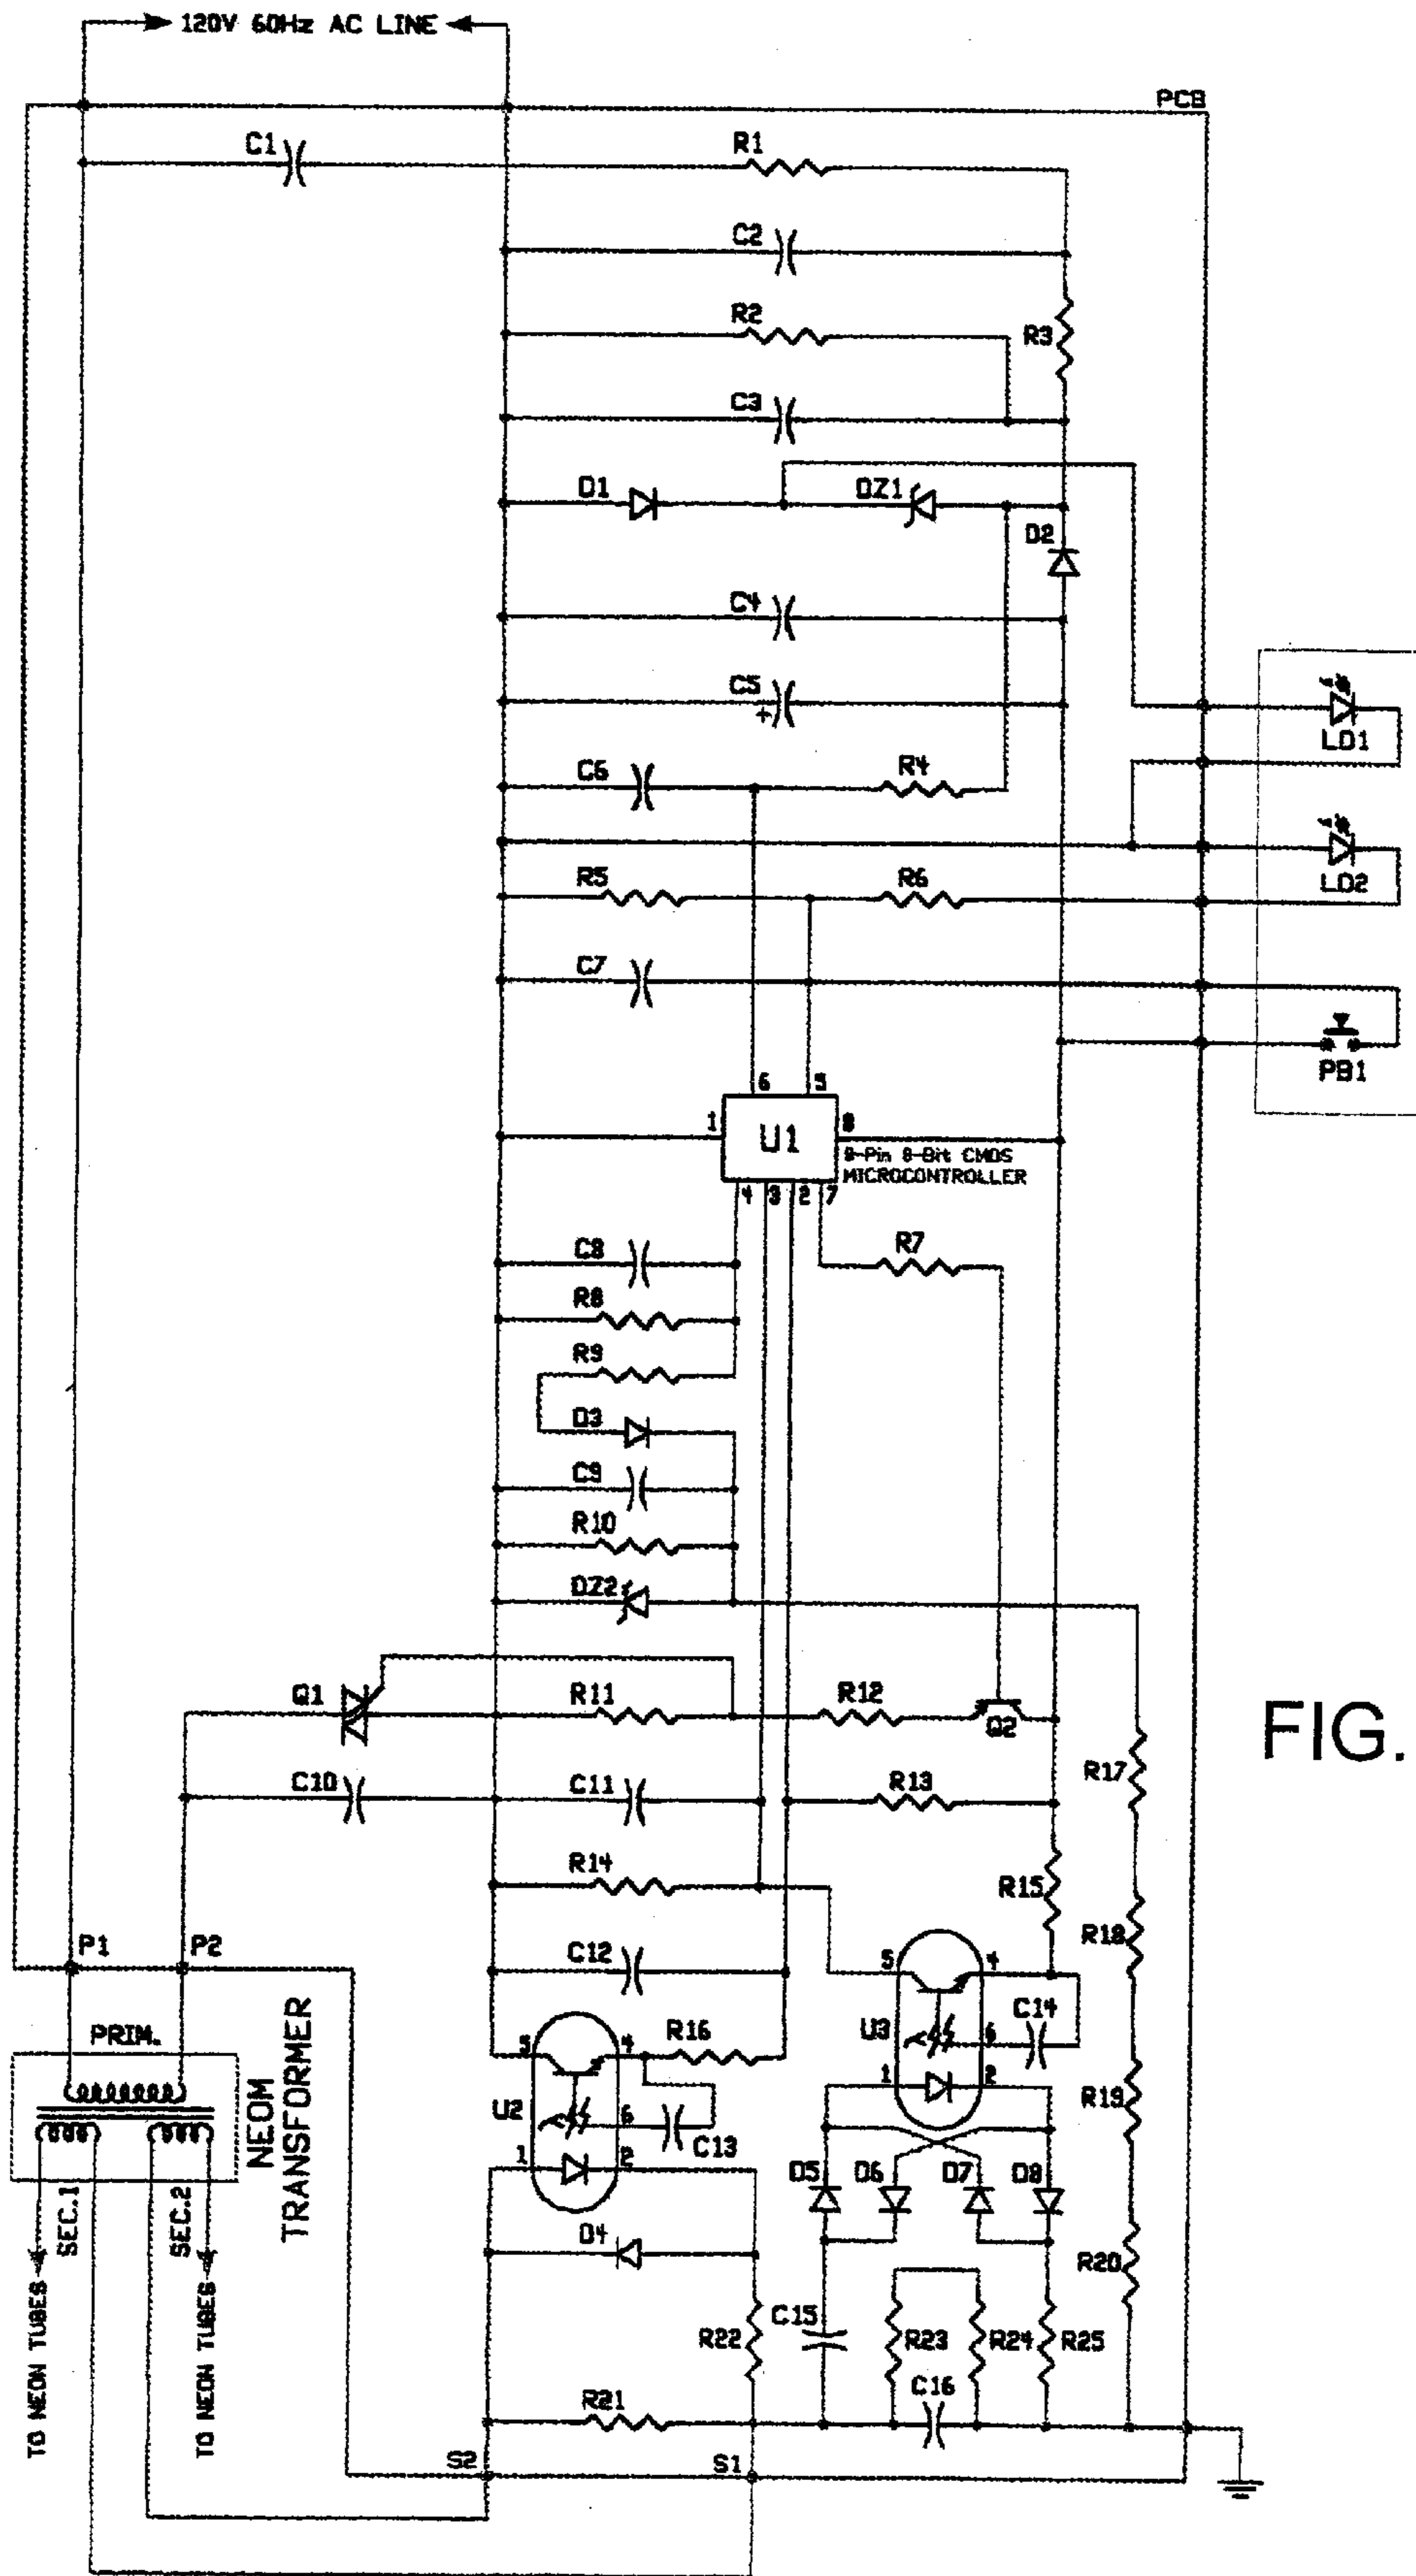 120V 60Hz AC LINE
PCB
C1
R1
C2
R2
R3
C3
D1
DZ1
D2
C4
C5
+
LD1
C6
R4
LD2
R5
R6
C7
PB1
6
5
1
U1
8
8-Pin 8-Bit CMOS
MICROCONTROLLER
4
3
2
7
C8
R7
R8
R9
D3
C9
R10
DZ2
Q1
R11
R12
Q2
FIG.
R17
C10
C11
R13
R14
R15
R18
P1
P2
C12
5
4
C14
U3
6
PRIM.
5
4
R16
1
2
R19
NEOM
TRANSFORMER
U2
6
C13
1
2
D5
D6
D7
D8
SEC.1
SEC.2
D4
R20
TO NEON TUBES
TO NEON TUBES
C15
R22
R23
R24
R25
R21
C16
S2
S1